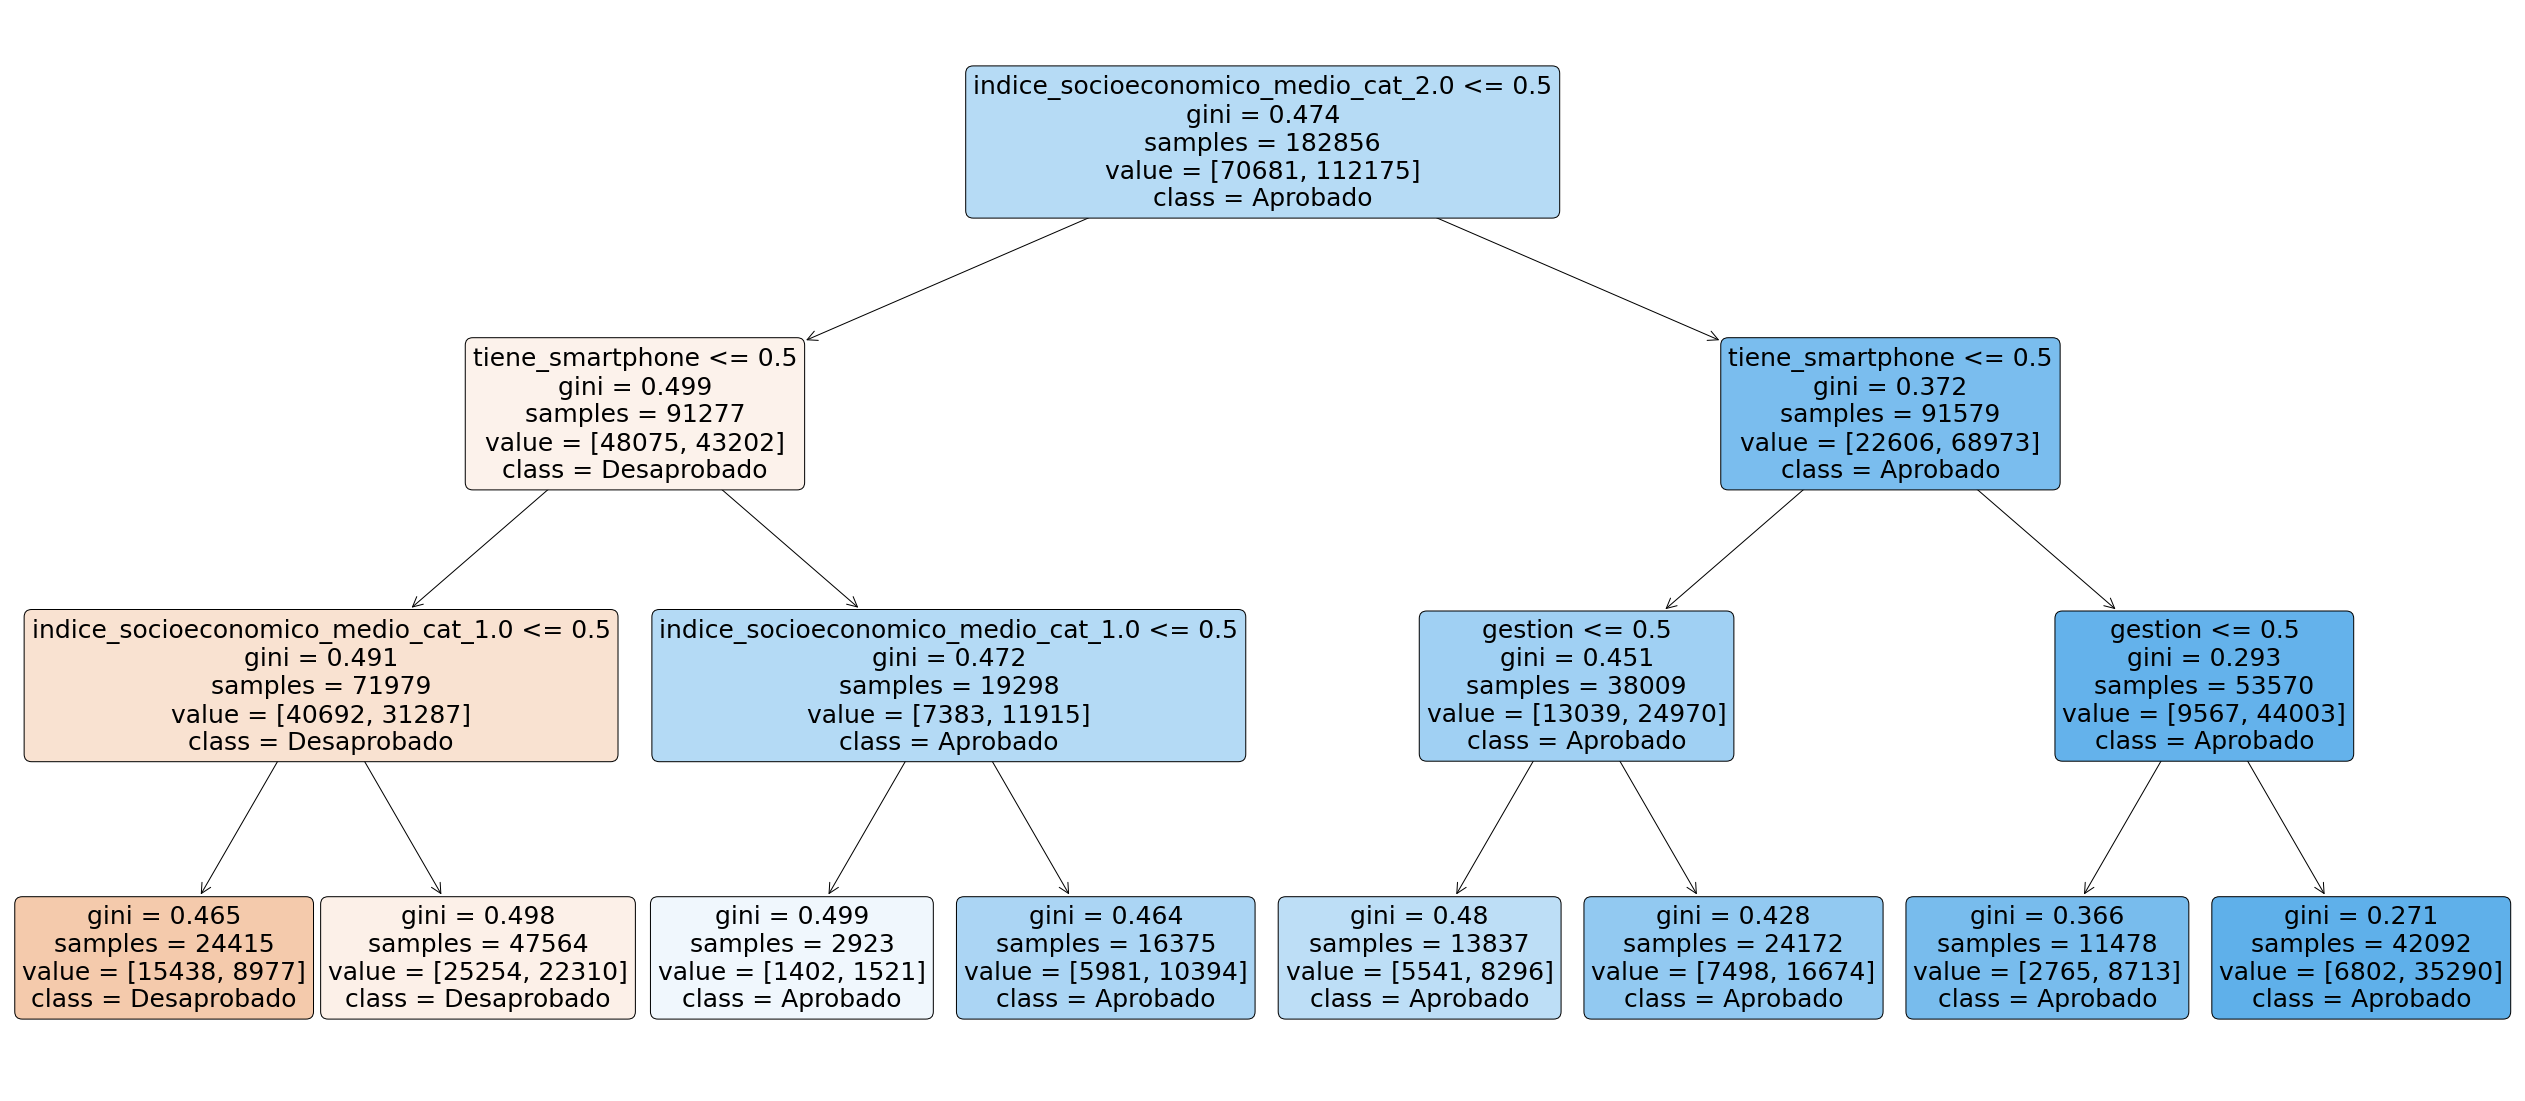 indice_socioeconomico_medio_cat_2.0 <= 0.5
gini = 0.474
samples = 182856
value = [70681, 112175]
class = Aprobado
tiene_smartphone <= 0.5
gini = 0.499
samples = 91277
value = [48075, 43202]
class = Desaprobado
tiene_smartphone <= 0.5
gini = 0.372
samples = 91579
value = [22606, 68973]
class = Aprobado
indice_socioeconomico_medio_cat_1.0 <= 0.5
gini = 0.491
samples = 71979
value = [40692, 31287]
class = Desaprobado
indice_socioeconomico_medio_cat_1.0 <= 0.5
gini = 0.472
samples = 19298
value = [7383, 11915]
class = Aprobado
gestion <= 0.5
gini = 0.451
samples = 38009
value = [13039, 24970]
class = Aprobado
gestion <= 0.5
gini = 0.293
samples = 53570
value = [9567, 44003]
class = Aprobado
gini = 0.465
samples = 24415
value = [15438, 8977]
class = Desaprobado
gini = 0.498
samples = 47564
value = [25254, 22310]
class = Desaprobado
gini = 0.499
samples = 2923
value = [1402, 1521]
class = Aprobado
gini = 0.464
samples = 16375
value = [5981, 10394]
class = Aprobado
gini = 0.48
samples = 13837
value = [5541, 8296]
class = Aprobado
gini = 0.428
samples = 24172
value = [7498, 16674]
class = Aprobado
gini = 0.366
samples = 11478
value = [2765, 8713]
class = Aprobado
gini = 0.271
samples = 42092
value = [6802, 35290]
class = Aprobado